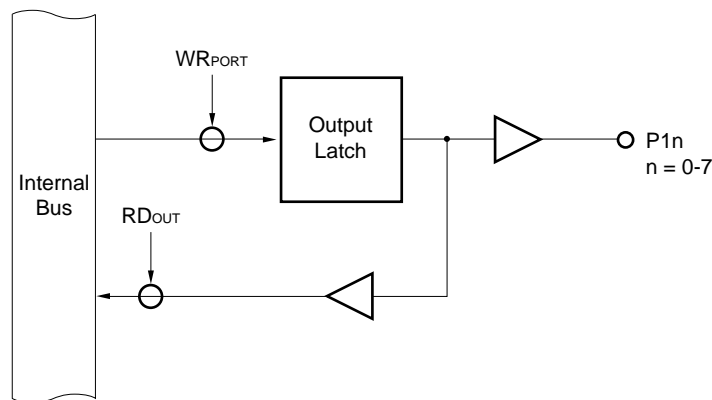 WRPORT
Output
Latch
P1n
n = 0-7
Internal
Bus
RDOUT